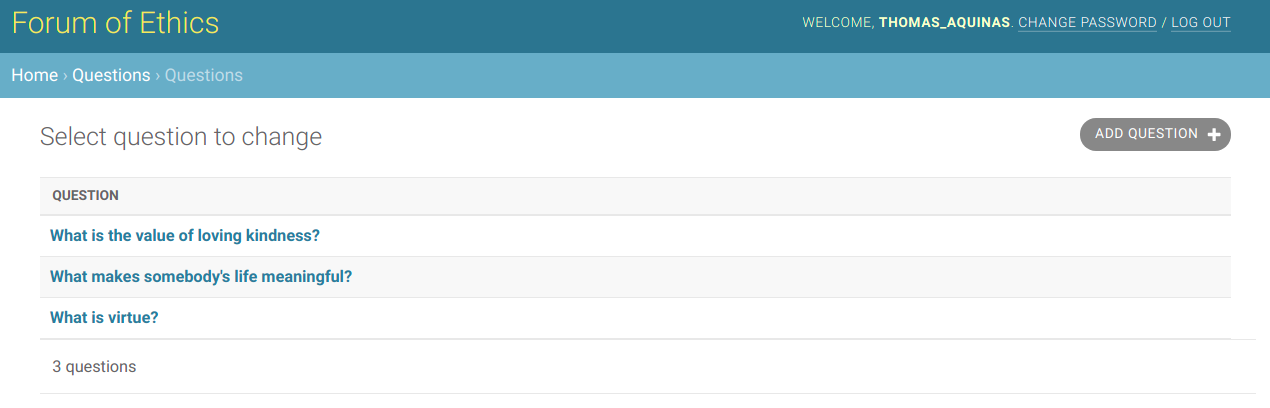 Forum of Ethics
WELCOME, THOMAS_AQUINAS. CHANGE PASSWORD / LOG OUT
Home › Questions › Questions
Select question to change
ADD QUESTION +
QUESTION
What is the value of loving kindness?
What makes somebody's life meaningful?
What is virtue?
3 questions